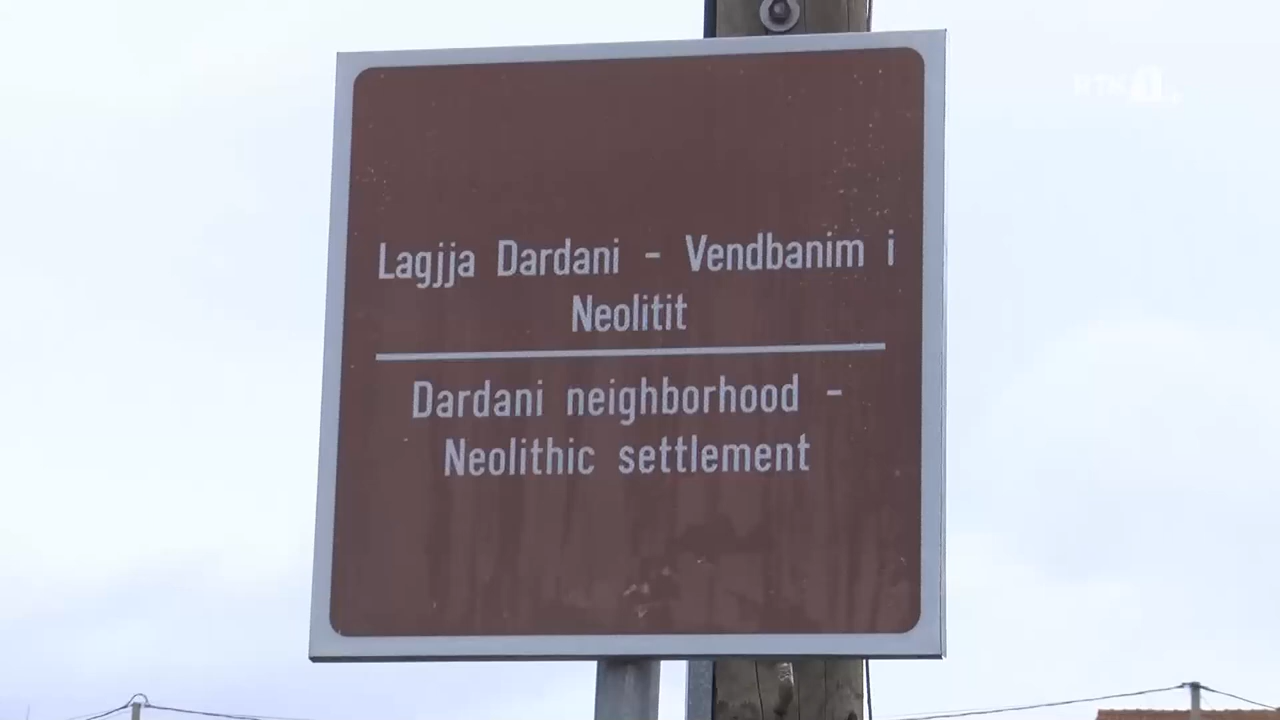 Lagjja Dardani - Vendbanim i
Neolitit
Dardani neighborhood -
Neolithic settlement
RTK 1